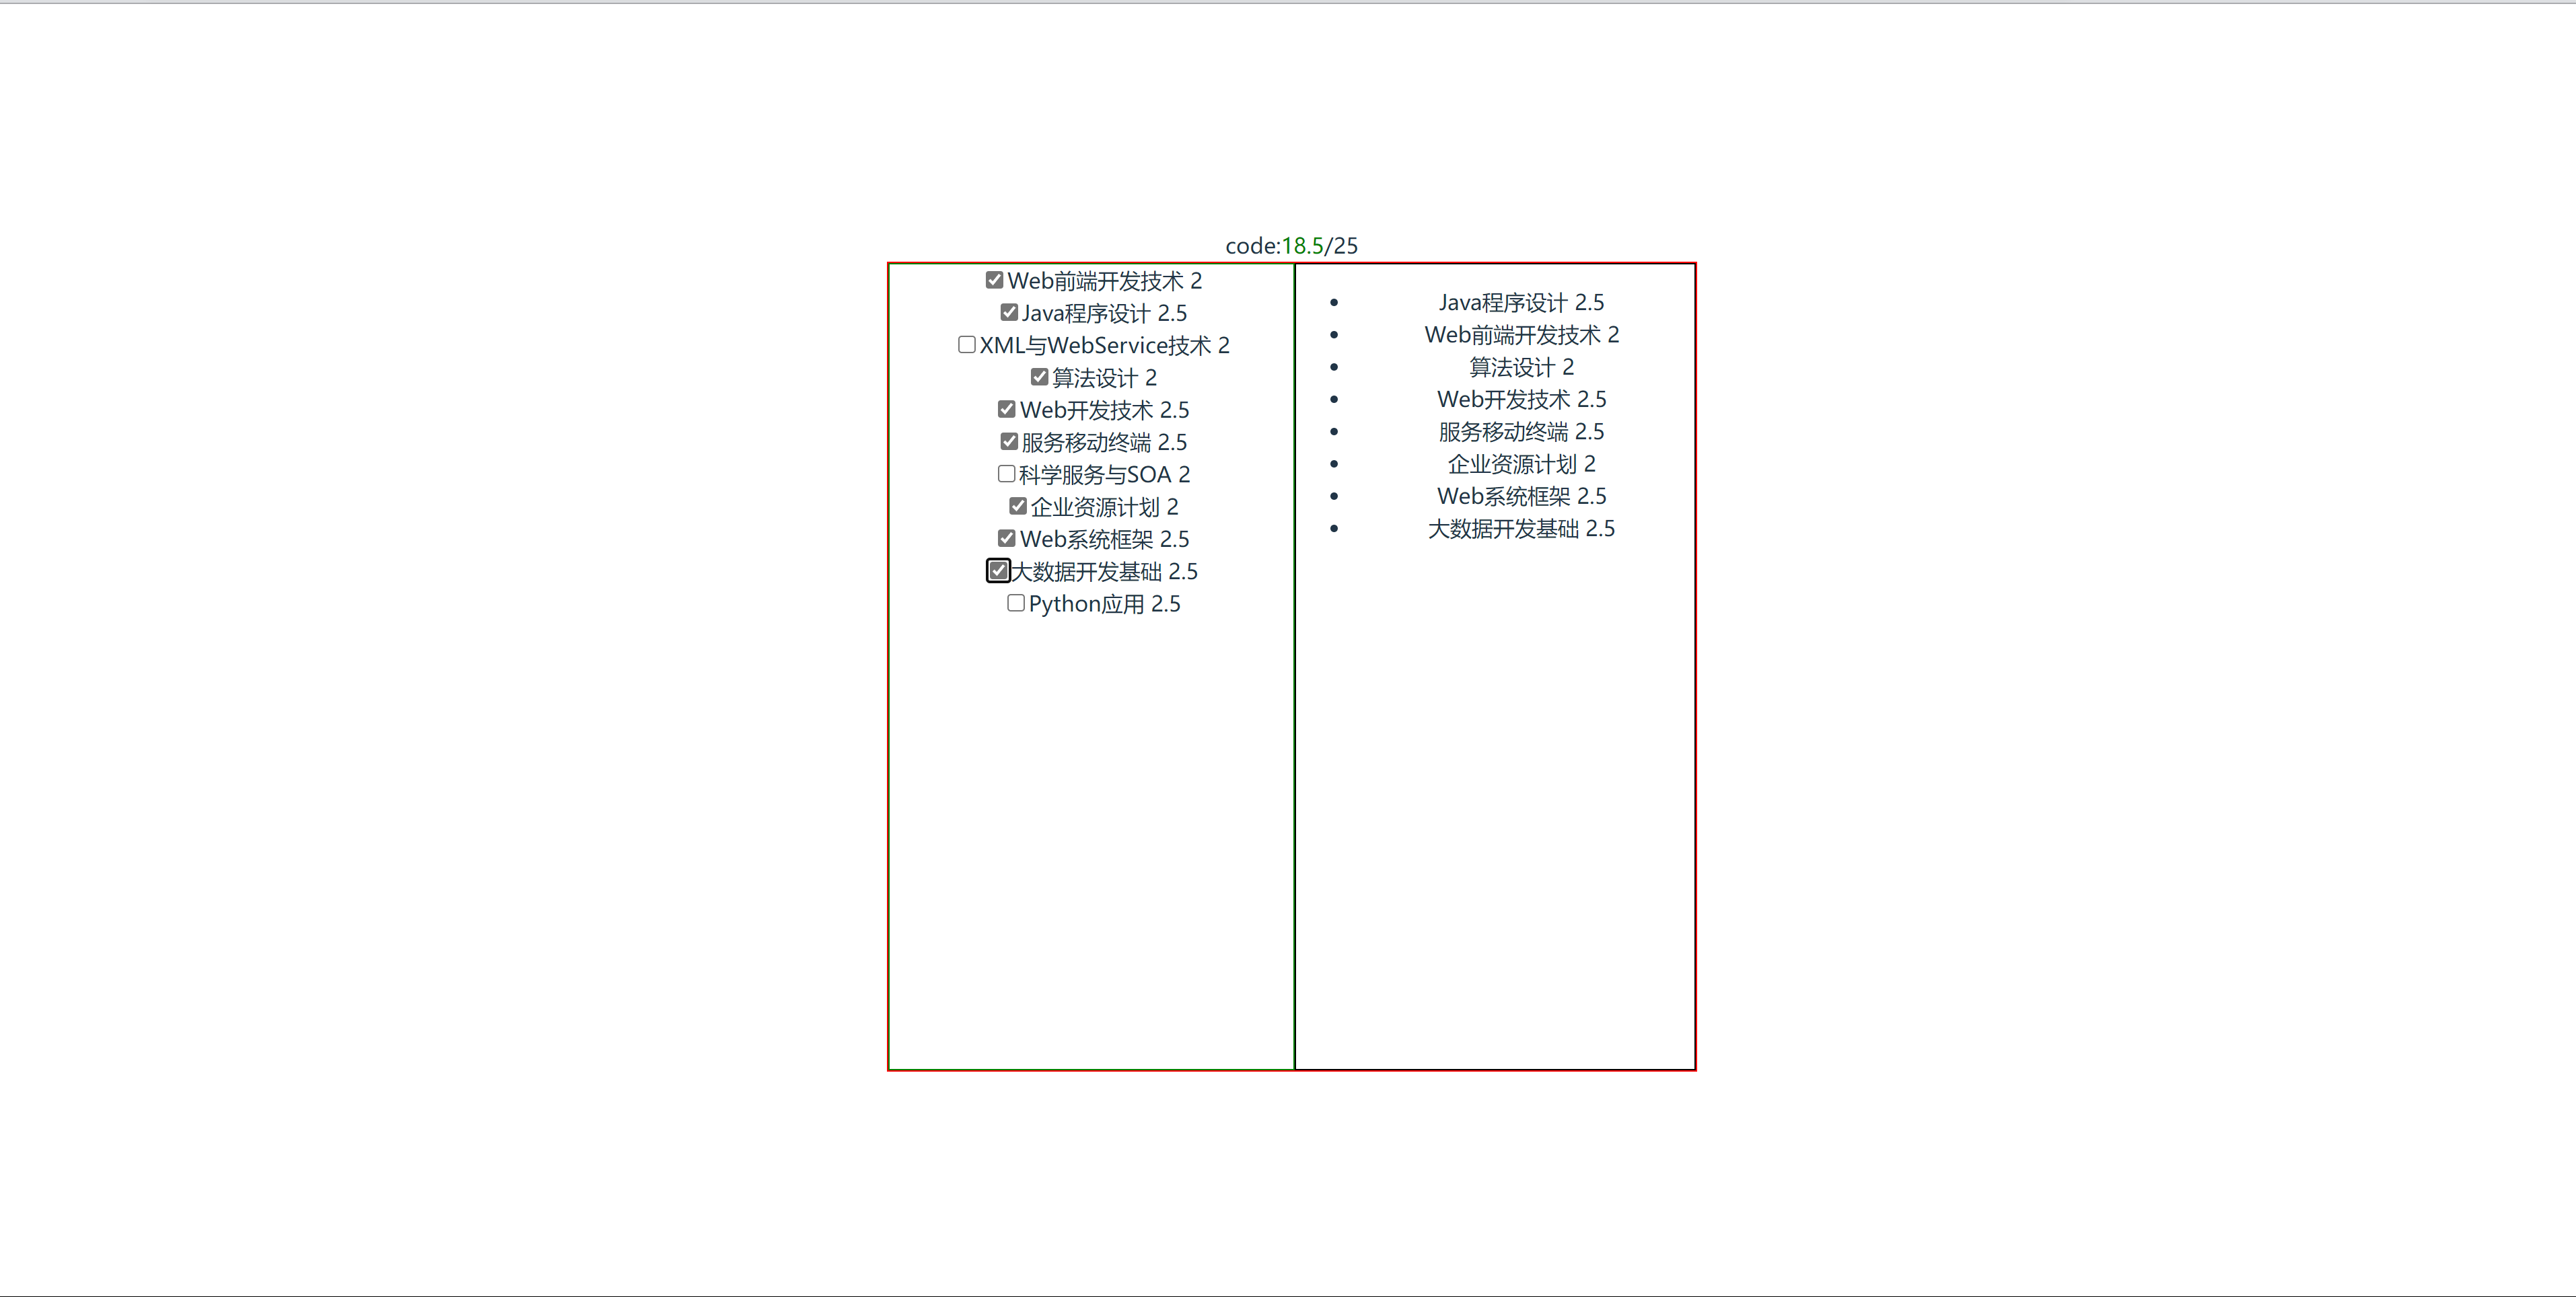 code:18.5/25
Web前端开发技术 2
Java程序设计 2.5
XML与WebService技术 2
算法设计 2
Web开发技术 2.5
服务移动终端 2.5
科学服务与SOA 2
企业资源计划 2
Web系统框架 2.5
大数据开发基础 2.5
Python应用 2.5
Java程序设计 2.5
Web前端开发技术 2
算法设计 2
Web开发技术 2.5
服务移动终端 2.5
企业资源计划 2
Web系统框架 2.5
大数据开发基础 2.5